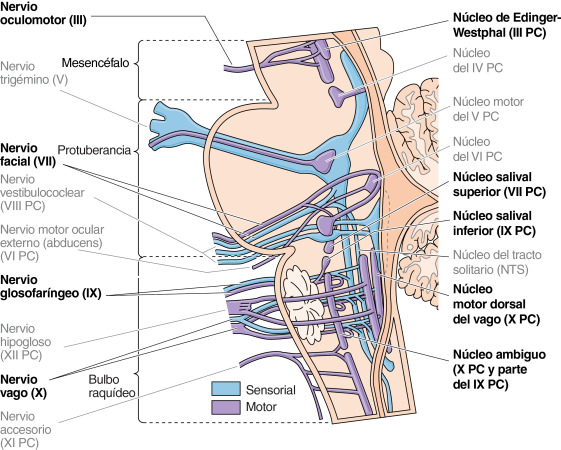 Nervio
oculomotor (III)
Mesencéfalo
Nervio
trigémino (V)
Protuberancia
Nervio
facial (VII)
Nervio
vestibulococlear
(VIII PC)
Nervio motor ocular
externo (abducens)
(VI PC)
Nervio
glosofaríngeo (IX)
Nervio
hipogloso
(XII PC)
Nervio
vago (X)
Bulbo
raquídeo
Nervio
accesorio
(XI PC)
Sensorial
Motor
Núcleo de Edinger-
Westphal (III PC)
Núcleo
del IV PC
Núcleo motor
del V PC
Núcleo
del VI PC
Núcleo salival
superior (VII PC)
Núcleo salival
inferior (IX PC)
Núcleo del tracto
solitario (NTS)
Núcleo
motor dorsal
del vago (X PC)
Núcleo ambiguo
(X PC y parte
del IX PC)